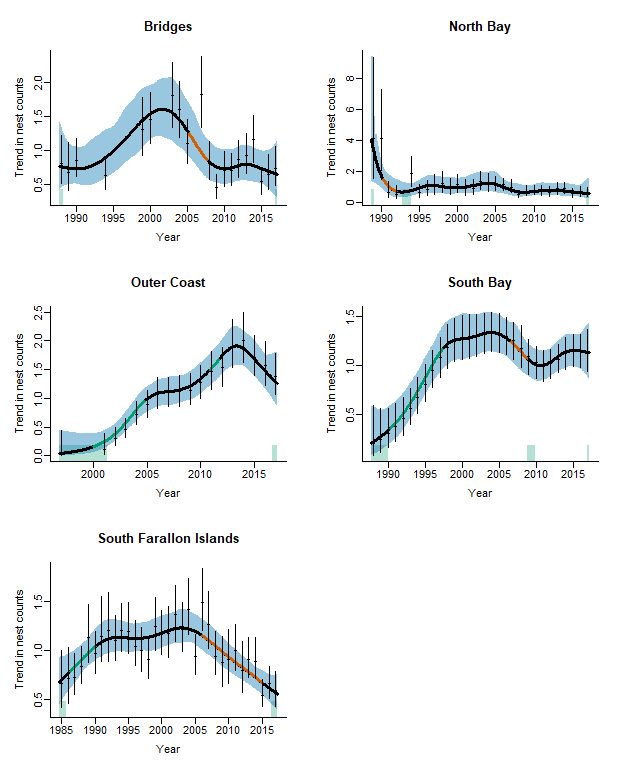 Bridges
Trend in nest counts
2.0
1.5
1.0
0.5
1990 1995 2000 2005 2010 2015
Year
North Bay
Trend in nest counts
8
6
4
2
0
1990 1995 2000 2005 2010 2015
Year
Outer Coast
Trend in nest counts
2.5
2.0
1.5
1.0
0.5
0.0
2000 2005 2010 2015
Year
South Bay
Trend in nest counts
1.5
1.0
0.5
1990 1995 2000 2005 2010 2015
Year
South Farallon Islands
Trend in nest counts
1.5
1.0
0.5
1985 1990 1995 2000 2005 2010 2015
Year